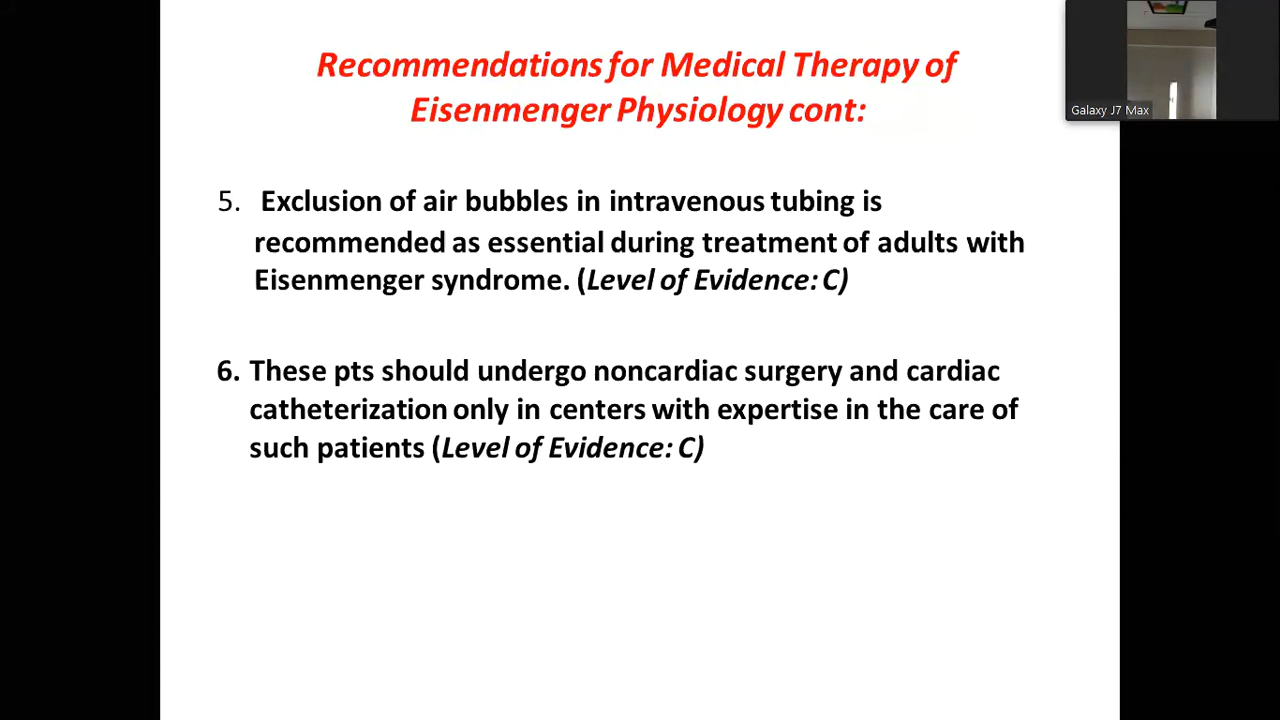 Recommendations for Medical Therapy of
Eisenmenger Physiology cont:
Galaxy J7 Max
5. Exclusion of air bubbles in intravenous tubing is
recommended as essential during treatment of adults with
Eisenmenger syndrome. (Level of Evidence: C)
6. These pts should undergo noncardiac surgery and cardiac
catheterization only in centers with expertise in the care of
such patients (Level of Evidence: C)